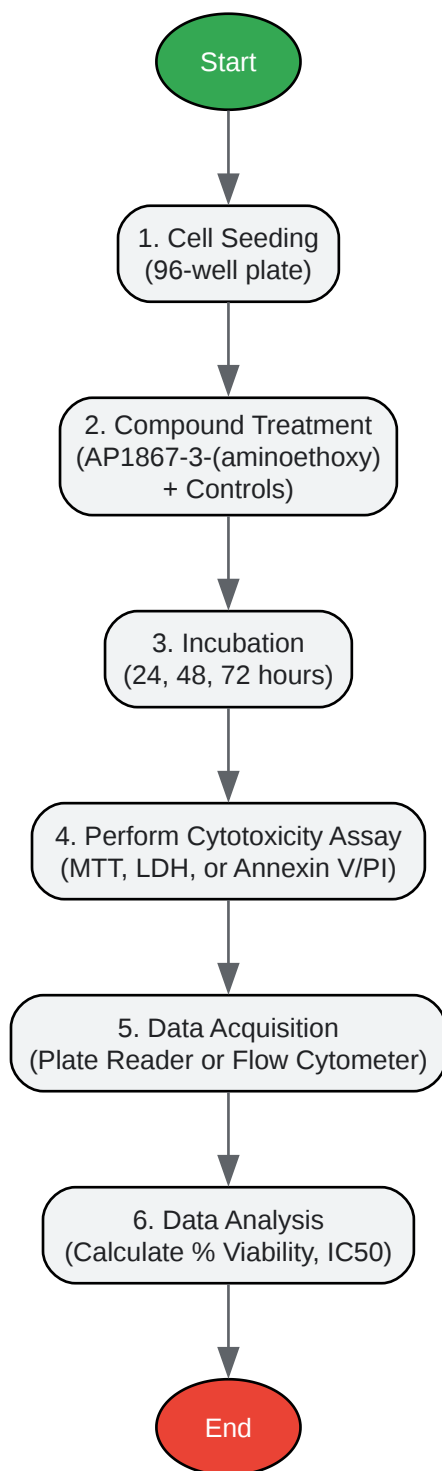 Start
1. Cell Seeding
(96-well plate)
2. Compound Treatment
(AP1867-3-(aminoethoxy)
+ Controls)
3. Incubation
(24, 48, 72 hours)
4. Perform Cytotoxicity Assay
(MTT, LDH, or Annexin V/PI)
5. Data Acquisition
(Plate Reader or Flow Cytometer)
6. Data Analysis
(Calculate % Viability, IC50)
End